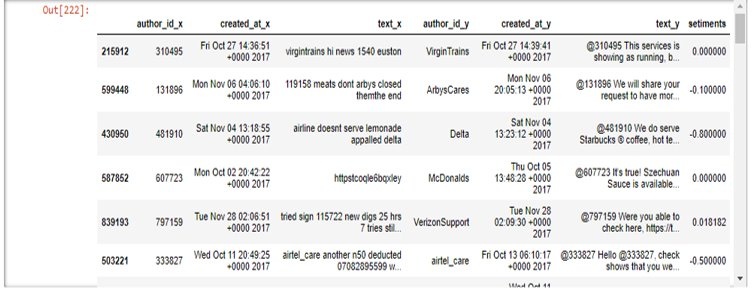 Out[222]:
author_id_x created_at_x text_x author_id_y created_at_y text_y setiments
215912 310495 Fri Oct 27 14:36:51 +0000 2017 virgintrains hi news 1540 euston VirginTrains Fri Oct 27 14:39:41 +0000 2017 @310495 This services is showing as running, b... 0.000000
599448 131896 Mon Nov 06 04:06:10 +0000 2017 119158 meats dont arbys closed themthe end ArbysCares Mon Nov 06 20:05:13 +0000 2017 @131896 We will share your request to have mor... -0.100000
430950 481910 Sat Nov 04 13:18:55 +0000 2017 airline doesnt serve lemonade appalled delta Delta Sat Nov 04 13:23:12 +0000 2017 @481910 We do serve Starbucks ® coffee, hot te... -0.800000
587852 607723 Mon Oct 02 20:42:22 +0000 2017 httpstcoqle6bqxley McDonalds Thu Oct 05 13:48:28 +0000 2017 @607723 It's true! Szechuan Sauce is available... 0.000000
839193 797159 Tue Nov 28 02:06:51 +0000 2017 tried sign 115722 new digs 25 hrs 7 tries stil... VerizonSupport Tue Nov 28 02:09:30 +0000 2017 @797159 Were you able to check here, https://t... 0.018182
503221 333827 Wed Oct 11 20:49:25 +0000 2017 airtel_care another n50 deducted 07082895599 w... airtel_care Fri Oct 13 06:10:17 +0000 2017 @333827 Hello @333827, check shows that you we... -0.500000